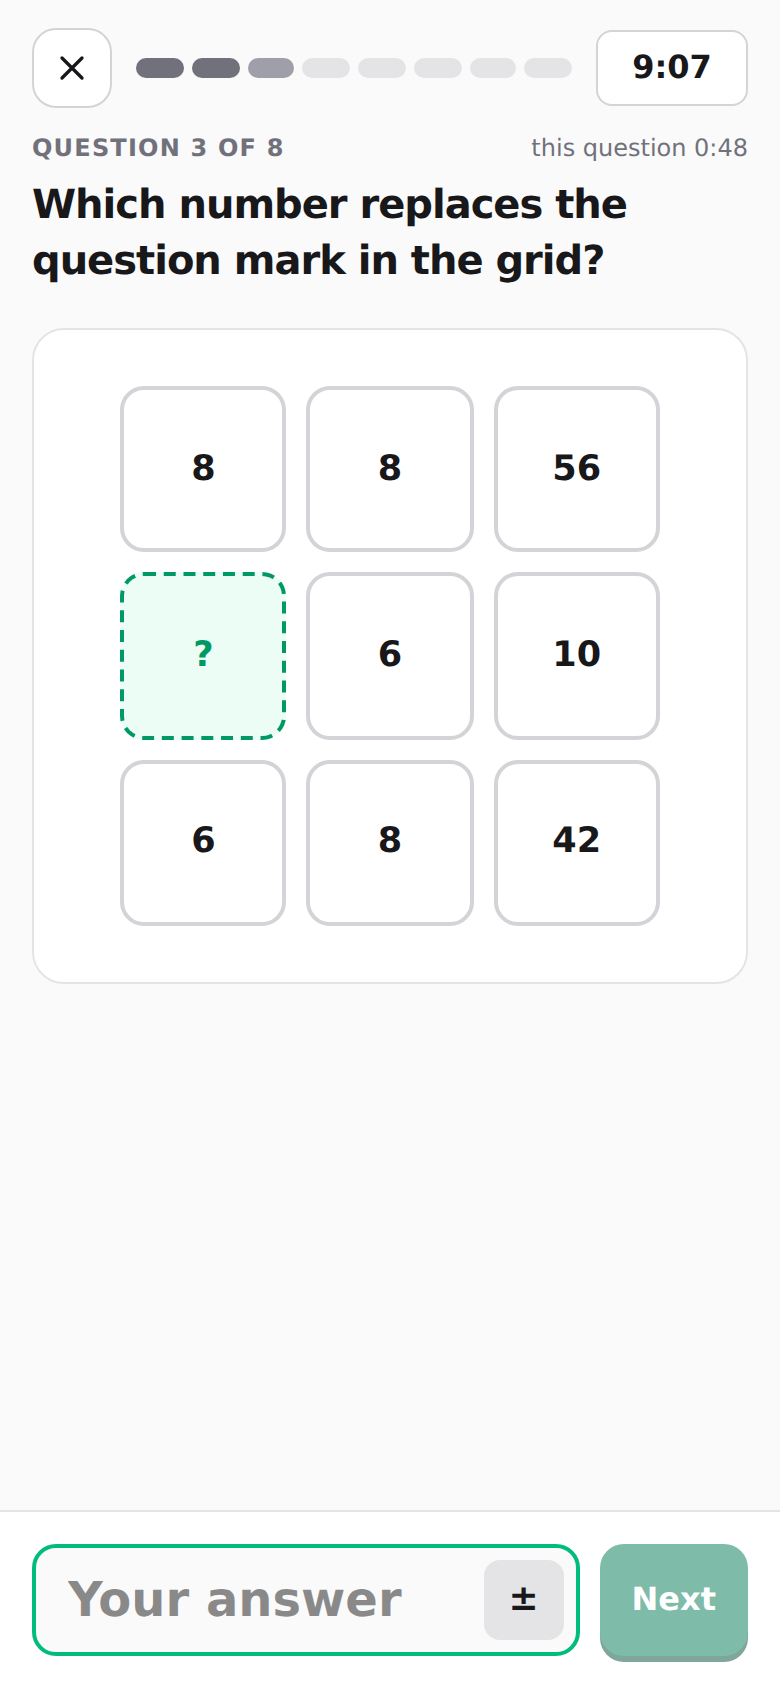 9:07
QUESTION 3 OF 8
this question 0:48
Which number replaces the
question mark in the grid?
8 8 56
? 6 10
6 8 42
Your answer ± Next